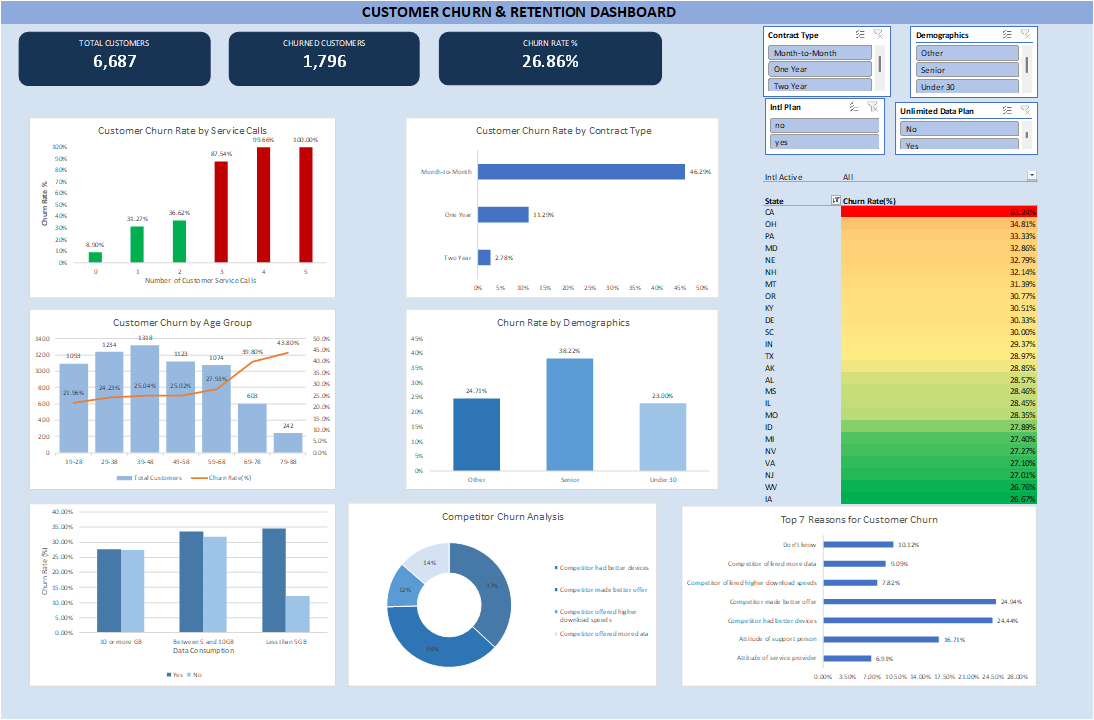 CUSTOMER CHURN & RETENTION DASHBOARD
TOTAL CUSTOMERS
6,687
CHURNED CUSTOMERS
1,796
CHURN RATE %
26.86%
Contract Type
Month-to-Month
One Year
Two Year
Demographics
Other
Senior
Under 30
Intl Plan
no
yes
Unlimited Data Plan
No
Yes
Customer Churn Rate by Service Calls
Churn Rate %
100%
90%
80%
70%
60%
50%
40%
30%
20%
10%
0%
8.90%
31.27%
36.62%
87.54%
99.66%
100.00%
0 1 2 3 4 5
Number of Customer Service Calls
Customer Churn Rate by Contract Type
Month-to-Month 46.29%
One Year 11.29%
Two Year 2.78%
0% 5% 10% 15% 20% 25% 30% 35% 40% 45% 50%
Intl Active All
State Churn Rate(%)
CA 63.24%
OH 34.81%
PA 33.33%
MD 32.86%
NE 32.79%
NH 32.14%
MT 31.39%
OR 30.77%
KY 30.51%
DE 30.33%
SC 30.00%
IN 29.37%
TX 28.97%
AK 28.85%
AL 28.57%
MS 28.46%
IL 28.45%
MO 28.35%
ID 27.89%
MI 27.40%
NV 27.27%
VA 27.10%
NJ 27.01%
WV 26.76%
IA 26.67%
Customer Churn by Age Group
1400
1200
1000
800
600
400
200
0
1093
1234
1318
1123
1074
603
242
21.96%
24.23%
25.04%
25.02%
27.93%
39.80%
43.80%
50.0%
45.0%
40.0%
35.0%
30.0%
25.0%
20.0%
15.0%
10.0%
5.0%
0.0%
19-28 29-38 39-48 49-58 59-68 69-78 79-88
Total Customers Churn Rate(%)
Churn Rate by Demographics
45%
40%
35%
30%
25%
20%
15%
10%
5%
0%
24.71%
38.22%
23.00%
Other Senior Under 30
Churn Rate (%)
40.00%
35.00%
30.00%
25.00%
20.00%
15.00%
10.00%
5.00%
0.00%
10 or more GB Between 5 and 10GB Less than 5GB
Data Consumption
Yes No
Competitor Churn Analysis
14%
37%
12%
Competitor had better devices
Competitor made better offer
Competitor offered higher
download speeds
Competitor offered more data
Top 7 Reasons for Customer Churn
Don't know 10.12%
Competitor offered more data 9.05%
Competitor offered higher download speeds 7.82%
Competitor made better offer 24.94%
Competitor had better devices 24.44%
Attitude of support person 16.71%
Attitude of service provider 6.91%
0.00% 3.50% 7.00% 10.50% 14.00% 17.50% 21.00% 24.50% 28.00%